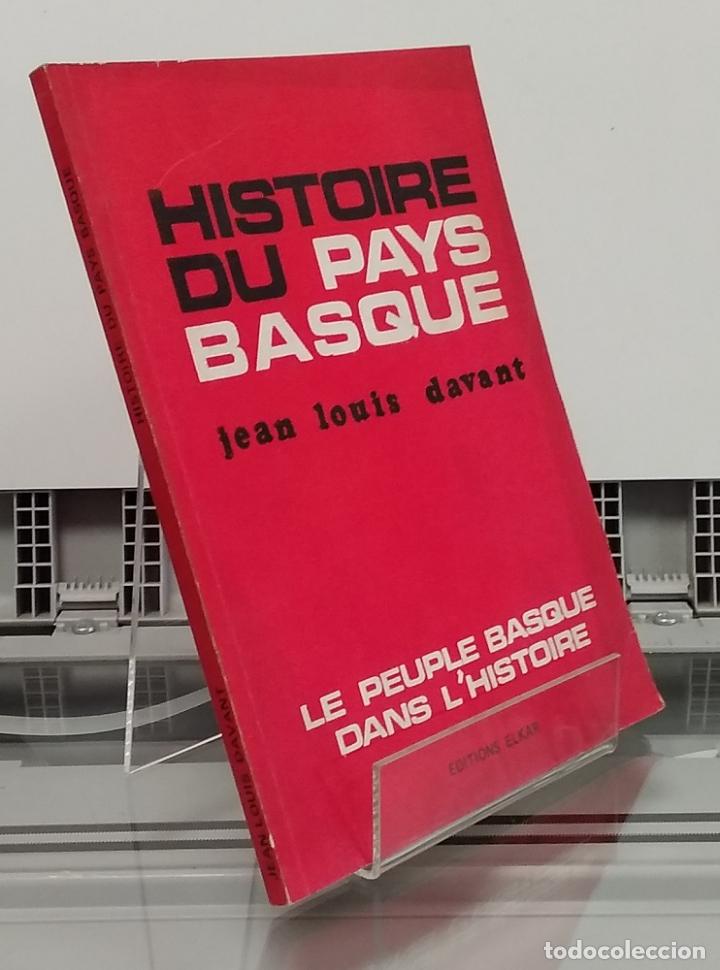 HISTOIRE
DU PAYS
BASQUE
jean louis davant
LE PEUPLE BASQUE
DANS L'HISTOIRE
EDITIONS ELKAR
JEAN LOUIS DAVANT
HISTOIRE DU PAYS BASQUE
todocoleccion